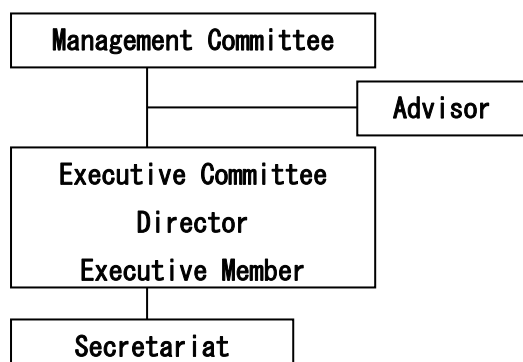 Management Committee
Advisor
Executive Committee
Director
Executive Member
Secretariat